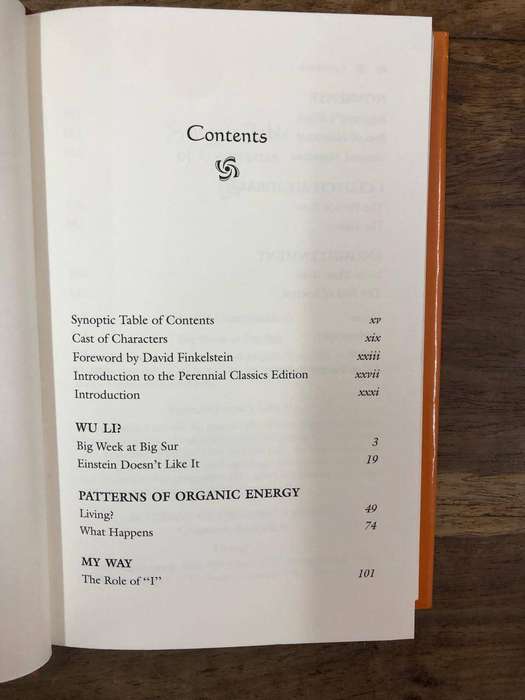 Contents
Synoptic Table of Contents xv
Cast of Characters xix
Foreword by David Finkelstein xxiii
Introduction to the Perennial Classics Edition xxvii
Introduction xxxi
WU LI?
Big Week at Big Sur 3
Einstein Doesn't Like It 19
PATTERNS OF ORGANIC ENERGY
Living? 49
What Happens 74
MY WAY
The Role of "I" 101